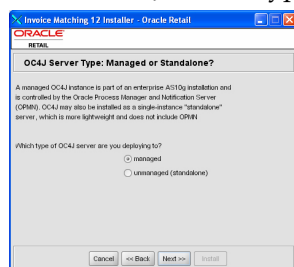 Invoice Matching 12 Installer - Oracle Retail
ORACLE
RETAIL
OC4J Server Type: Managed or Standalone?
A managed OC4J instance is part of an enterprise AS10g installation and
is controlled by the Oracle Process Manager and Notification Server
(OPMN). OC4J may also be installed as a single-instance "standalone"
server, which is more lightweight and does not include OPMN
Which type of OC4J server are you deploying to?
managed
unmanaged (standalone)
Cancel << Back Next >> Install